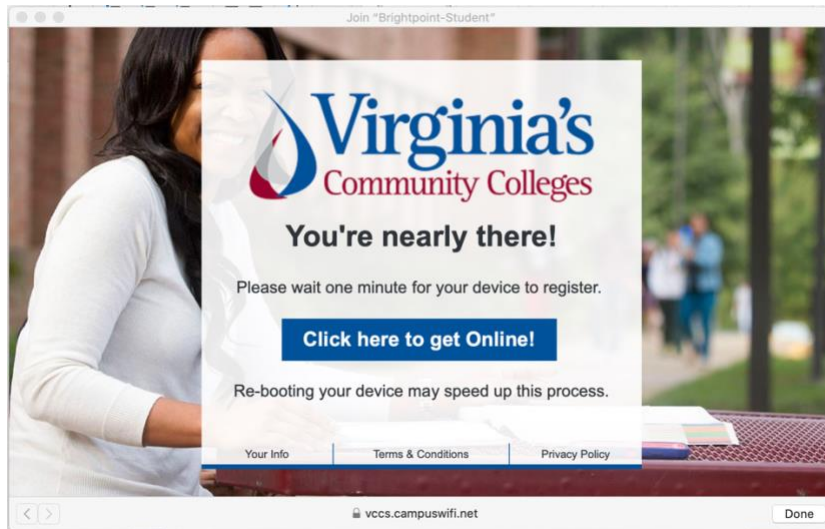 Join "Brightpoint-Student"
Virginia's
Community Colleges
You're nearly there!
Please wait one minute for your device to register.
Click here to get Online!
Re-booting your device may speed up this process.
Your Info
Terms & Conditions
Privacy Policy
vccs.campuswifi.net
Done